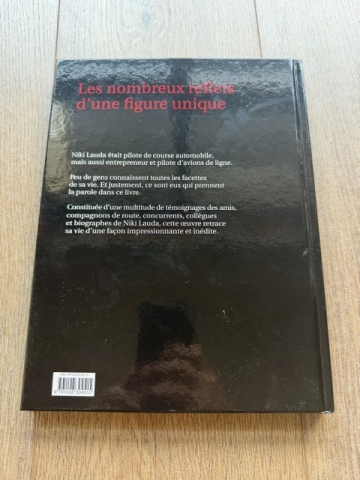 Les nombreux reflets
d'une figure unique
Niki Lauda était pilote de course automobile,
mais aussi entrepreneur et pilote d'avions de ligne.
Peu de gens connaissent toutes les facettes
de sa vie. Et justement, ce sont eux qui prennent
la parole dans ce livre.
Constituée d'une multitude de témoignages des amis,
compagnons de route, concurrents, collègues
et biographes de Niki Lauda, cette œuvre retrace
sa vie d'une façon impressionnante et inédite.